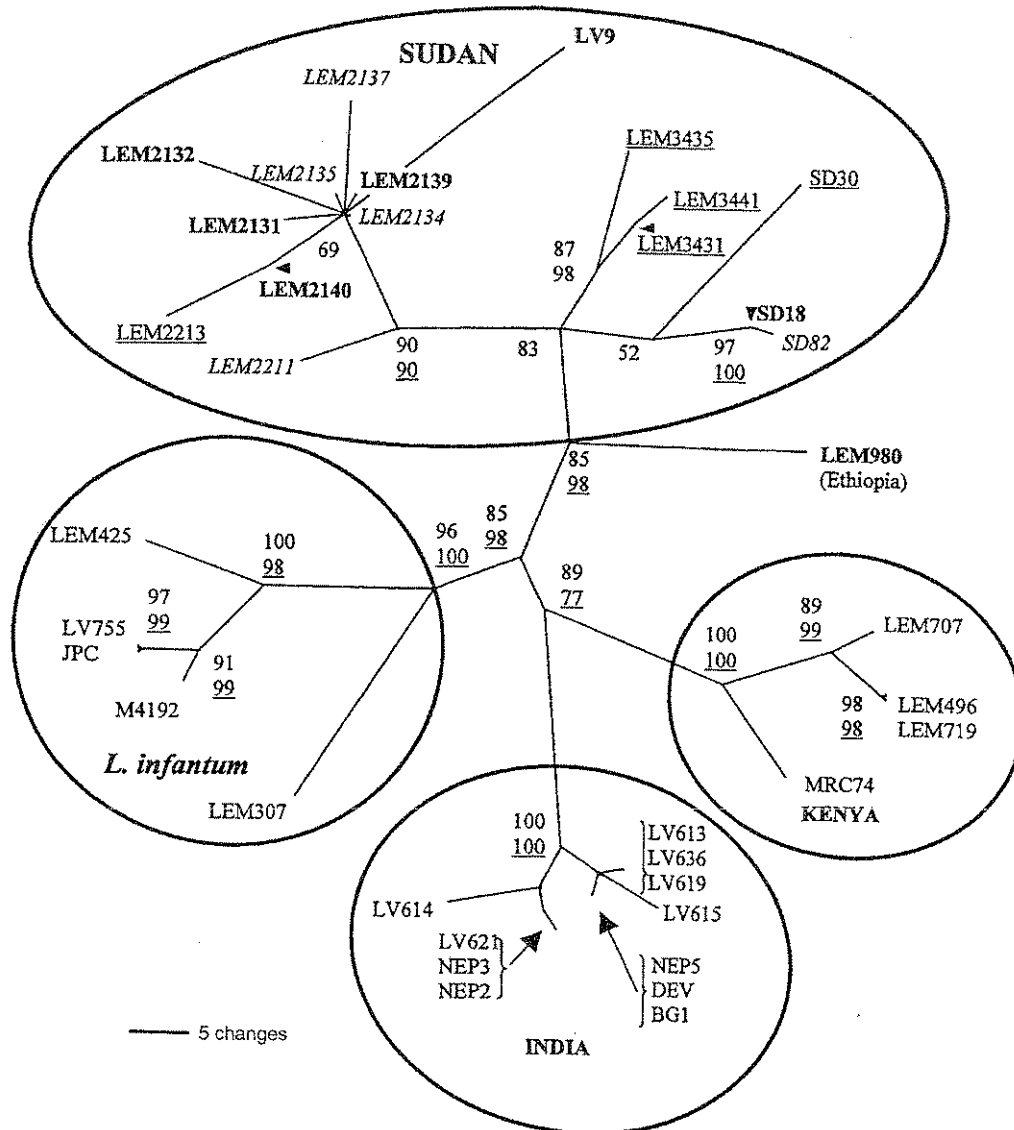 LV9
SUDAN
LEM2137
LEM3435
LEM2132
LEM2135
LEM2139
SD30
LEM3441
LEM2134
LEM2131
LEM3431
87
98
69
LEM2140
SD18
LEM2213
SD82
LEM2211
90
90
83
52
97
100
85
98
LEM980
(Ethiopia)
LEM425
100
98
96
100
85
98
89
77
97
99
LV755
JPC
91
99
M4192
L. infantum
LEM307
100
100
89
99
LEM707
98
98
LEM496
LEM719
MRC74
KENYA
100
100
LV613
LV636
LV619
LV614
LV615
LV621
NEP3
NEP2
NEP5
DEV
BG1
5 changes
INDIA